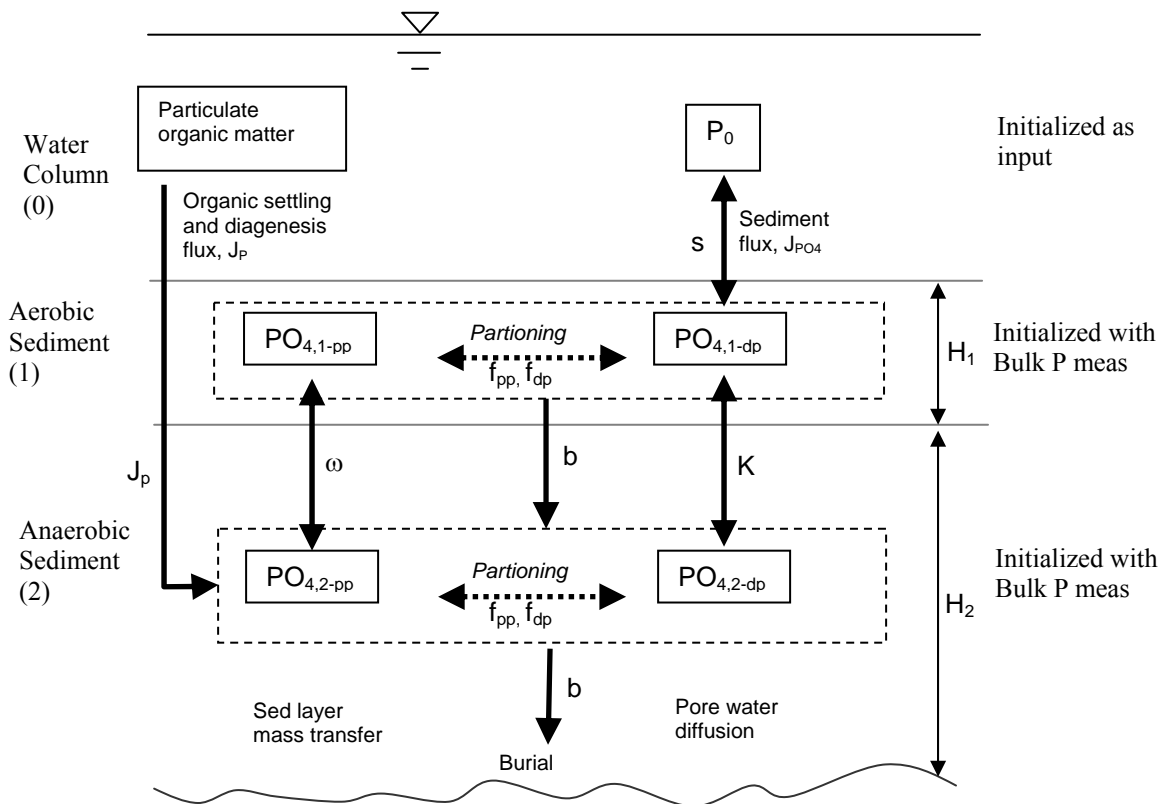 Particulate
organic matter
P0
Initialized as
input
Water
Column
(0)
Organic settling
and diagenesis
flux, JP
s
Sediment
flux, JPO4
Aerobic
Sediment
(1)
PO4,1-pp
Partioning
fpp, fdp
PO4,1-dp
H1
Initialized with
Bulk P meas
Jp
ω
b
K
Anaerobic
Sediment
(2)
PO4,2-pp
Partioning
fpp, fdp
PO4,2-dp
H2
Initialized with
Bulk P meas
b
Sed layer
mass transfer
Pore water
diffusion
Burial